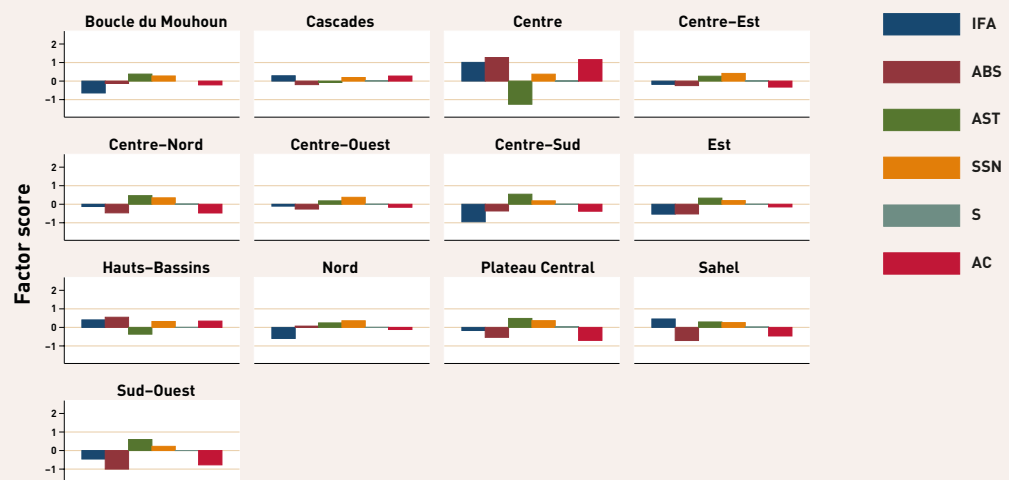 Boucle du Mouhoun
Cascades
Centre
Centre–Est
2
1
0
−1
Centre–Nord
Centre–Ouest
Centre–Sud
Est
2
1
0
−1
Hauts–Bassins
Nord
Plateau Central
Sahel
2
1
0
−1
Sud–Ouest
2
1
0
−1
Factor score
IFA
ABS
AST
SSN
S
AC